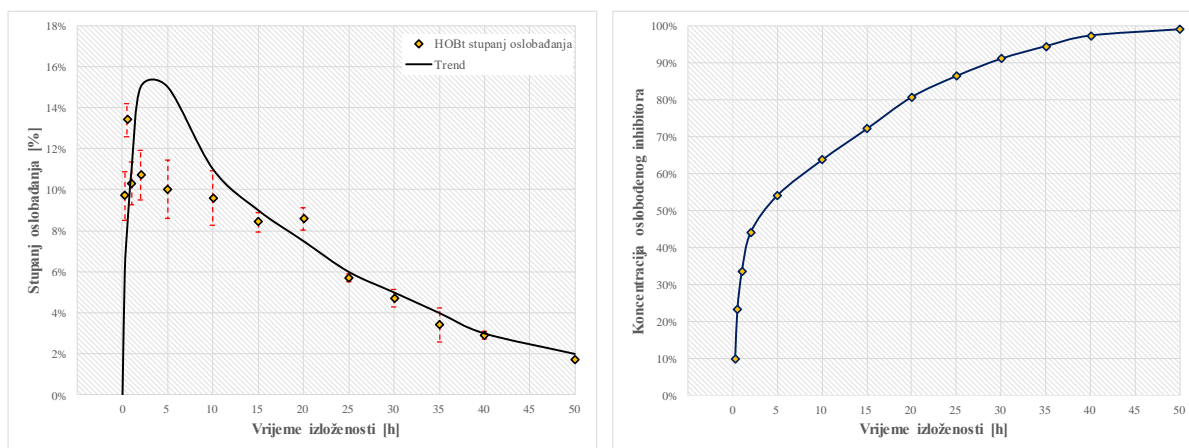 18%
16%
14%
12%
10%
8%
6%
4%
2%
0%
Stupanj oslobađanja [%]
HOBt stupanj oslobađanja
Trend
0 5 10 15 20 25 30 35 40 45 50
Vrijeme izloženosti [h]
100%
90%
80%
70%
60%
50%
40%
30%
20%
10%
0%
Koncentracija oslobođenog inhibitora
0 5 10 15 20 25 30 35 40 45 50
Vrijeme izloženosti [h]